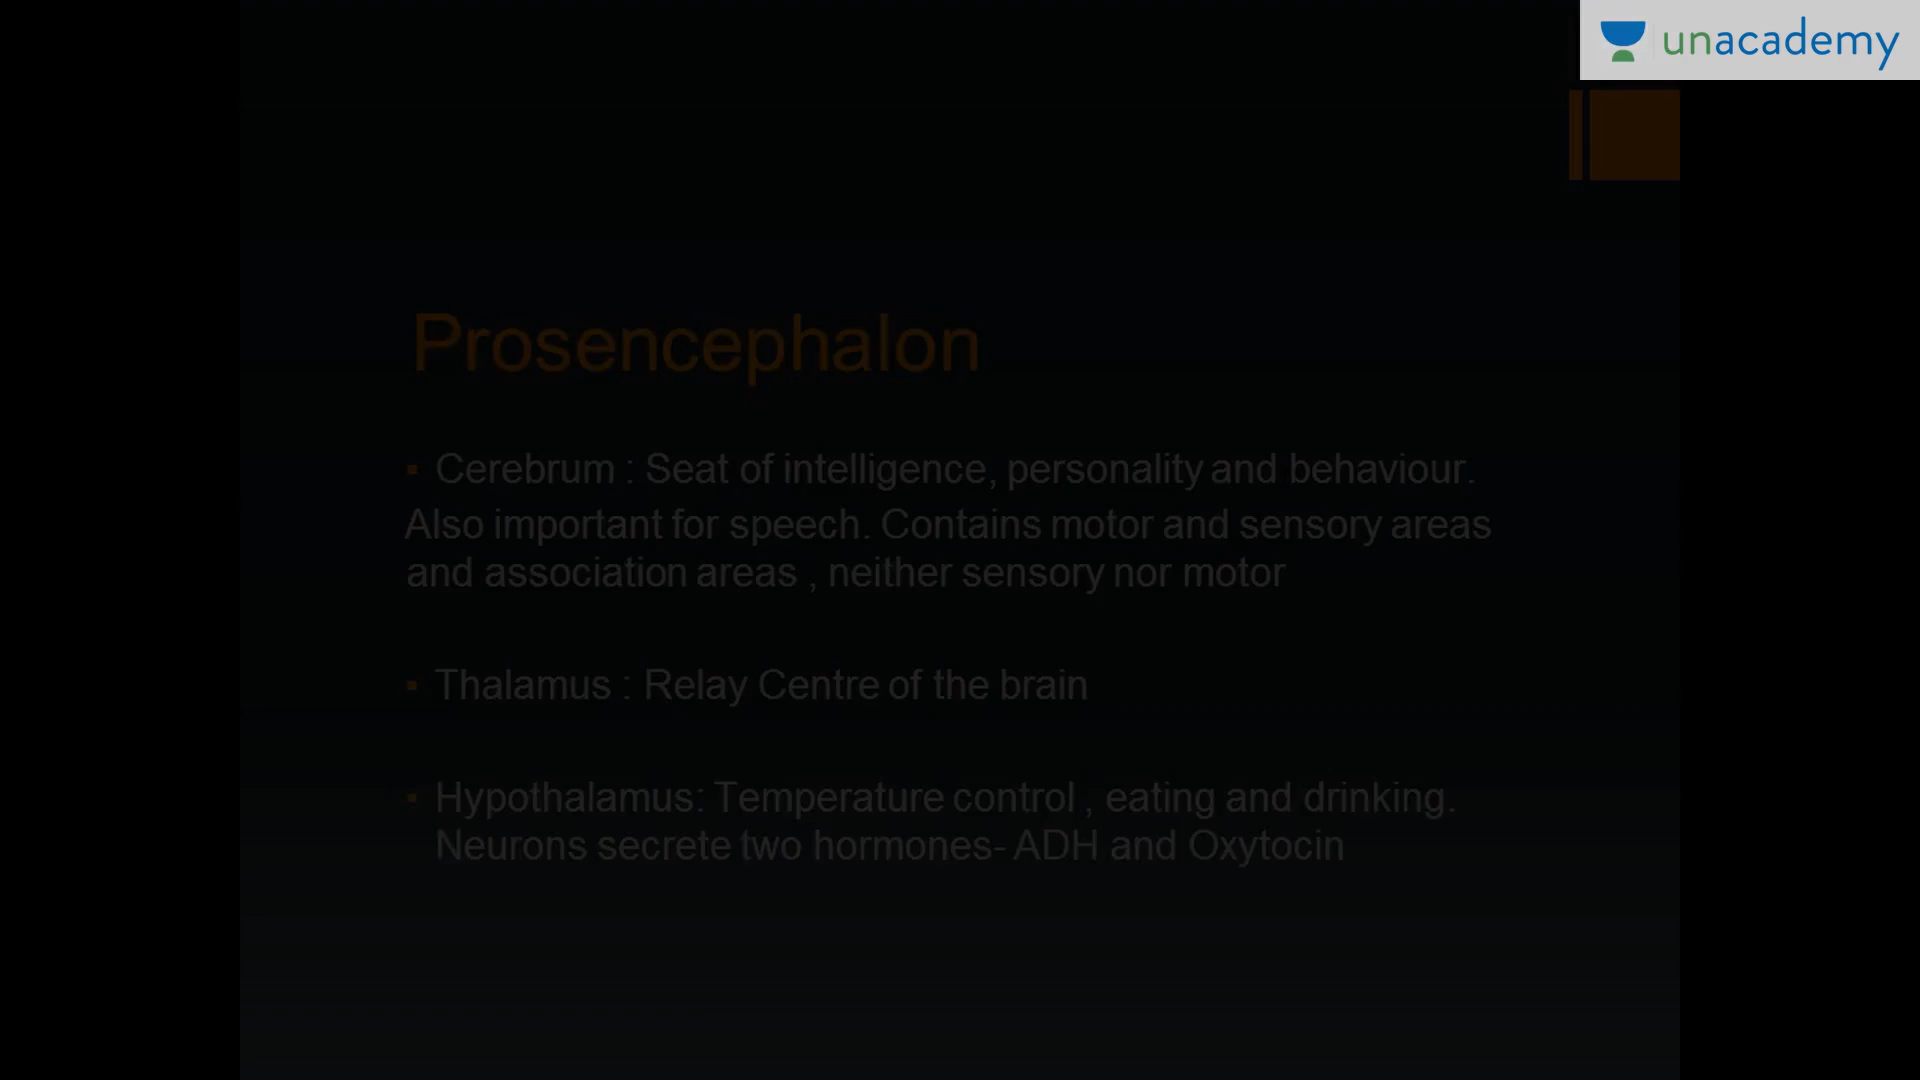 unacademy
Prosencephalon
▪ Cerebrum : Seat of intelligence, personality and behaviour.
Also important for speech. Contains motor and sensory areas
and association areas , neither sensory nor motor
▪ Thalamus : Relay Centre of the brain
▪ Hypothalamus: Temperature control , eating and drinking.
Neurons secrete two hormones- ADH and Oxytocin